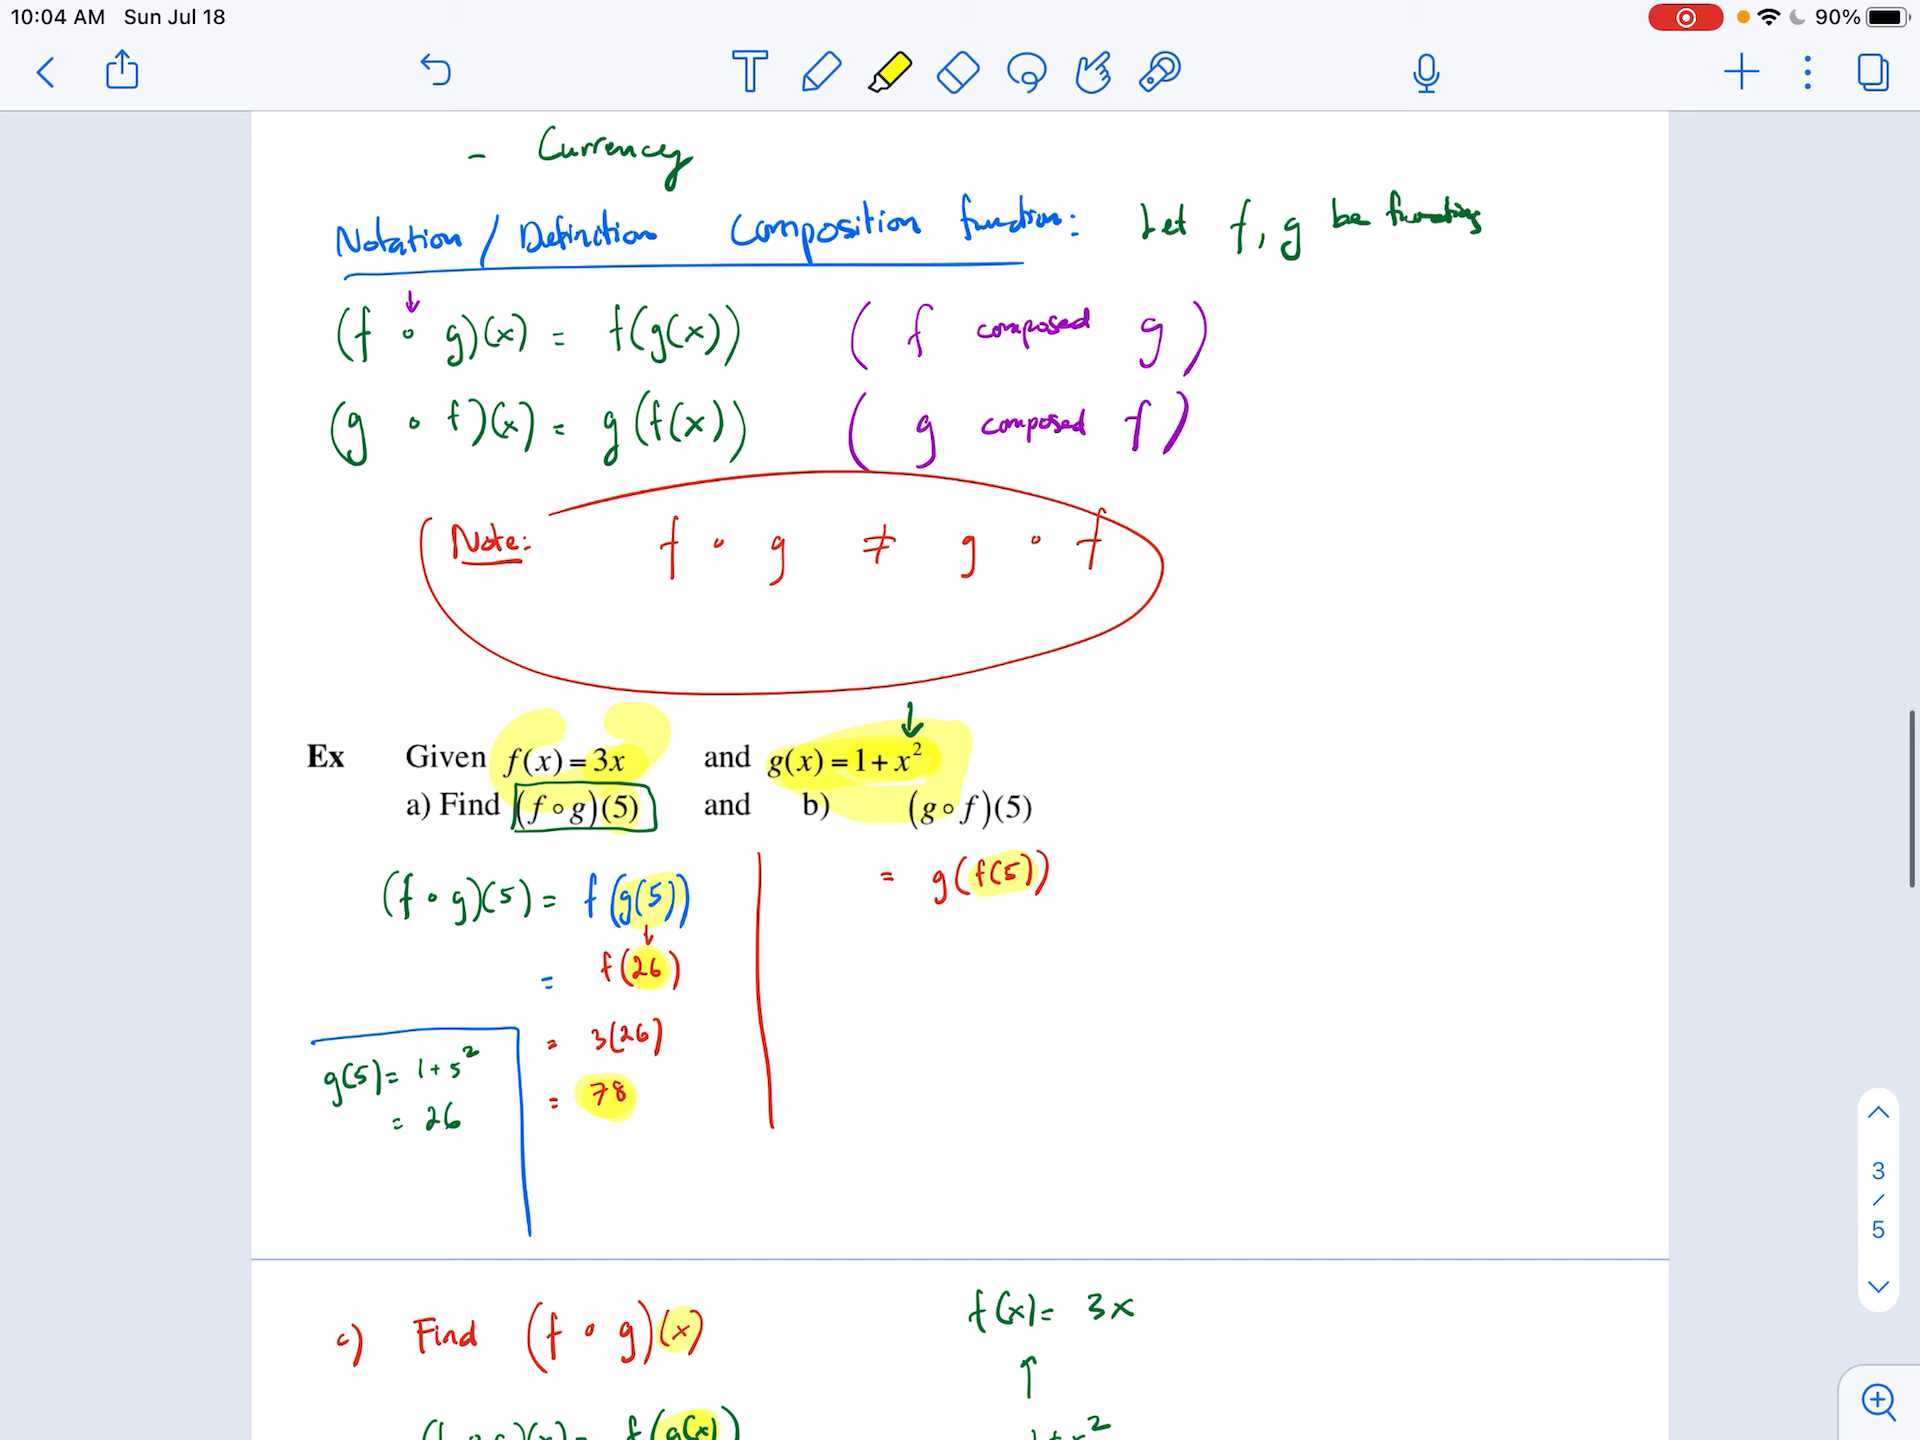 10:04 AM Sun Jul 18
90%
- Currency
Notation / Definition Composition function: Let f, g be functions
(f ∘ g)(x) = f(g(x)) ( f composed g )
(g ∘ f)(x) = g(f(x)) ( g composed f )
Note: f ∘ g ≠ g ∘ f
Ex Given f(x) = 3x and g(x) = 1 + x²
a) Find (f ∘ g)(5) and b) (g ∘ f)(5)
(f ∘ g)(5) = f(g(5))
= f(26)
= 3(26)
= 78
g(5) = 1 + 5²
= 26
= g(f(5))
3
/
5
c) Find (f ∘ g)(x)
f(x) = 3x
(f ∘ g)(x) = f(g(x))
1 + x²